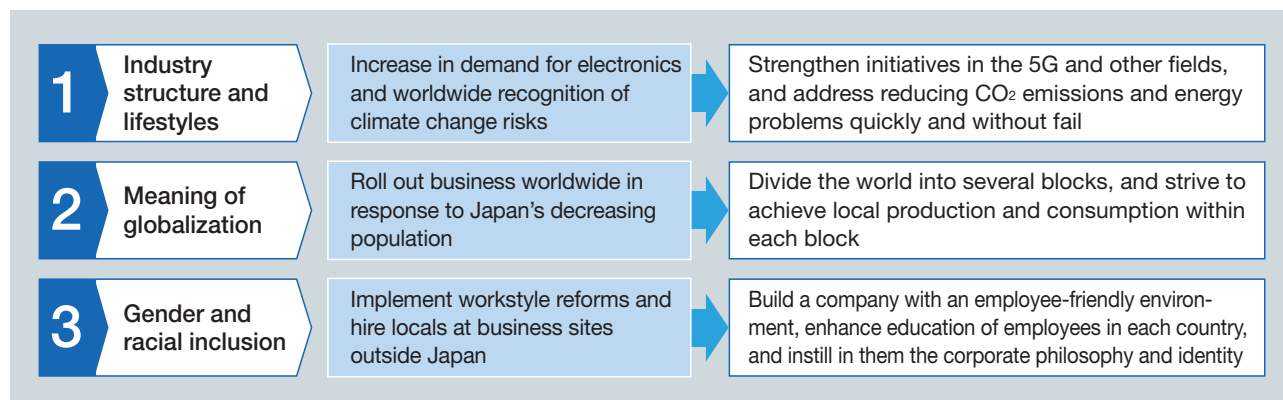 1
Industry
structure and
lifestyles
Increase in demand for electronics
and worldwide recognition of
climate change risks
Strengthen initiatives in the 5G and other fields,
and address reducing CO₂ emissions and energy
problems quickly and without fail
2
Meaning of
globalization
Roll out business worldwide in
response to Japan’s decreasing
population
Divide the world into several blocks, and strive to
achieve local production and consumption within
each block
3
Gender and
racial inclusion
Implement workstyle reforms and
hire locals at business sites
outside Japan
Build a company with an employee-friendly environ-
ment, enhance education of employees in each country,
and instill in them the corporate philosophy and identity